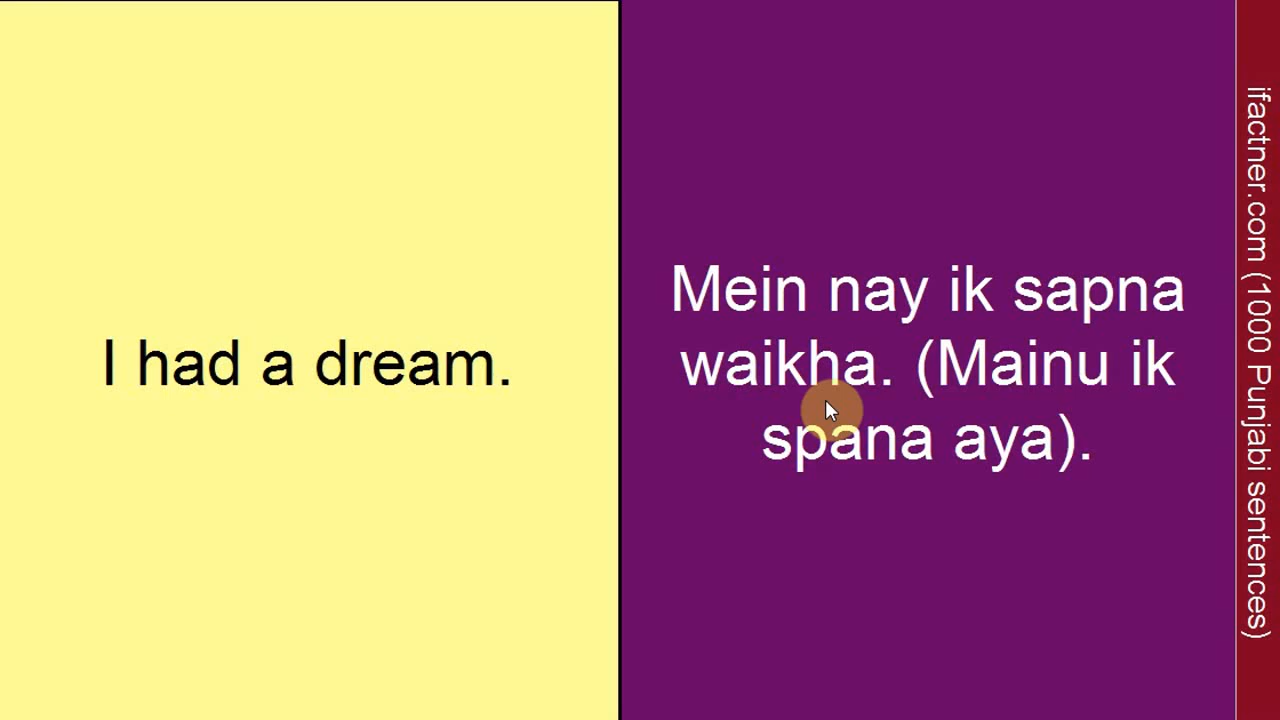 I had a dream.
Mein nay ik sapna
waikha. (Mainu ik
spana aya).
ifactner.com (1000 Punjabi sentences)